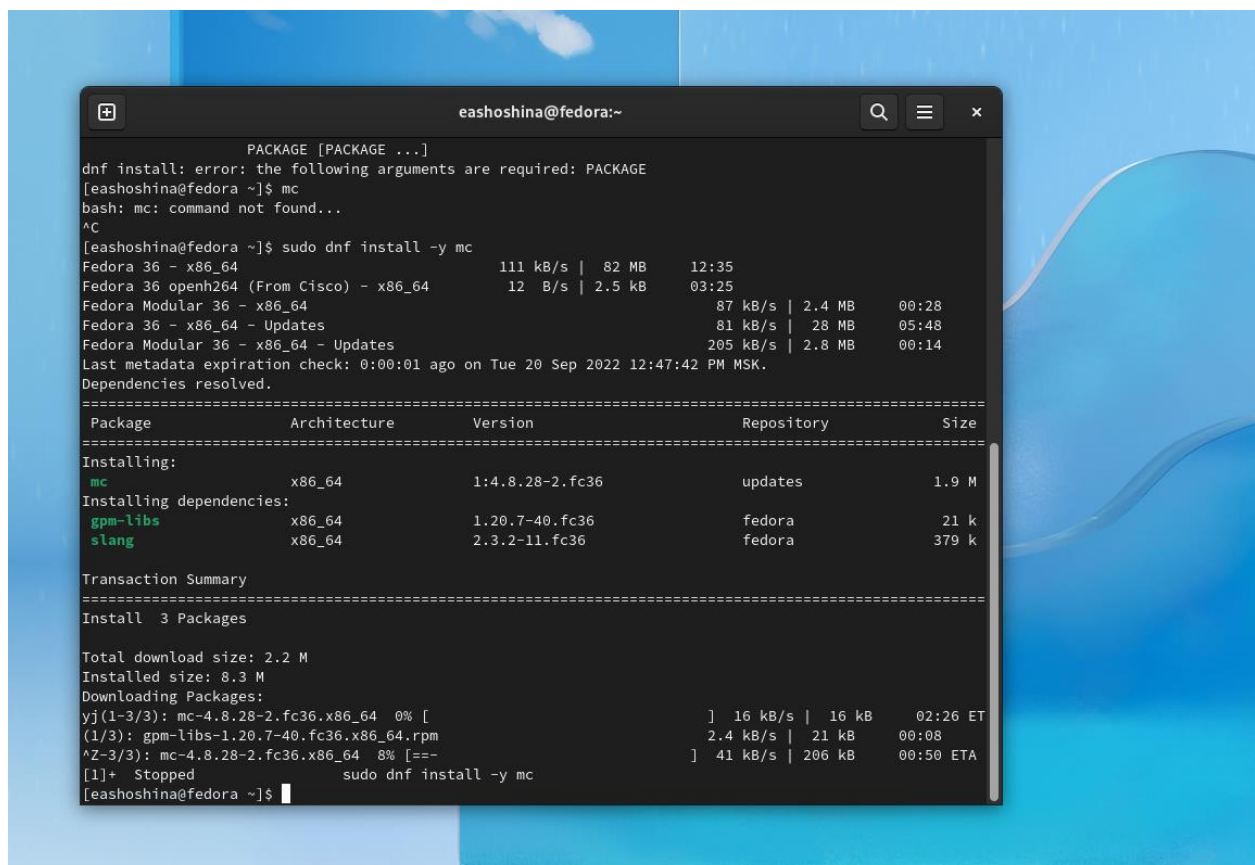 eashoshina@fedora:~
PACKAGE [PACKAGE ...]
dnf install: error: the following arguments are required: PACKAGE
[eashoshina@fedora ~]$ mc
bash: mc: command not found...
^C
[eashoshina@fedora ~]$ sudo dnf install -y mc
Fedora 36 - x86_64 111 kB/s | 82 MB 12:35
Fedora 36 openh264 (From Cisco) - x86_64 12 B/s | 2.5 kB 03:25
Fedora Modular 36 - x86_64 87 kB/s | 2.4 MB 00:28
Fedora 36 - x86_64 - Updates 81 kB/s | 28 MB 05:48
Fedora Modular 36 - x86_64 - Updates 205 kB/s | 2.8 MB 00:14
Last metadata expiration check: 0:00:01 ago on Tue 20 Sep 2022 12:47:42 PM MSK.
Dependencies resolved.
================================================================================
Package Architecture Version Repository Size
================================================================================
Installing:
mc x86_64 1:4.8.28-2.fc36 updates 1.9 M
Installing dependencies:
gpm-libs x86_64 1.20.7-40.fc36 fedora 21 k
slang x86_64 2.3.2-11.fc36 fedora 379 k
Transaction Summary
================================================================================
Install 3 Packages
Total download size: 2.2 M
Installed size: 8.3 M
Downloading Packages:
yj(1-3/3): mc-4.8.28-2.fc36.x86_64 0% [ ] 16 kB/s | 16 kB 02:26 ET
(1/3): gpm-libs-1.20.7-40.fc36.x86_64.rpm 2.4 kB/s | 21 kB 00:08
^Z-3/3): mc-4.8.28-2.fc36.x86_64 8% [==- ] 41 kB/s | 206 kB 00:50 ETA
[1]+ Stopped sudo dnf install -y mc
[eashoshina@fedora ~]$